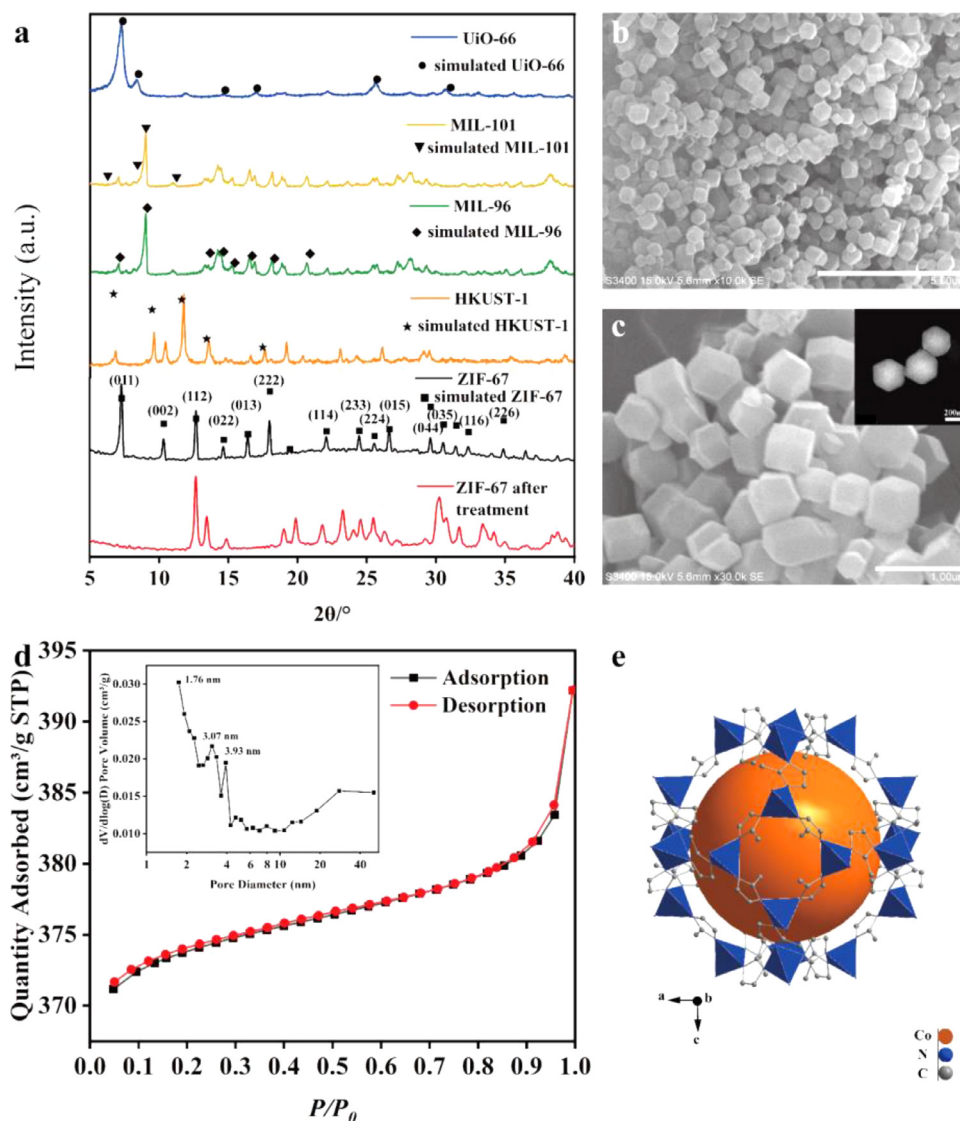 a
Intensity (a.u.)
UiO-66
simulated UiO-66
MIL-101
simulated MIL-101
MIL-96
simulated MIL-96
HKUST-1
simulated HKUST-1
ZIF-67
simulated ZIF-67
(011)
(002)
(112)
(022)
(013)
(222)
(114)
(233)
(224)
(015)
(044)
(035)
(116)
(226)
ZIF-67 after
treatment
5 10 15 20 25 30 35 40
2θ/°
b
S3400 15.0kV 5.6mm x10.0k SE
c
S3400 15.0kV 5.6mm x30.0k SE
1.00um
d
Quantity Adsorbed (cm³/g STP)
395
390
385
380
375
370
0.0 0.1 0.2 0.3 0.4 0.5 0.6 0.7 0.8 0.9 1.0
P/P₀
Adsorption
Desorption
dV/dlog(D) Pore Volume (cm³/g)
0.030
0.025
0.020
0.015
0.010
1.76 nm
3.07 nm
3.93 nm
1 2 4 6 8 10 20 40
Pore Diameter (nm)
e
a b
c
Co
N
C